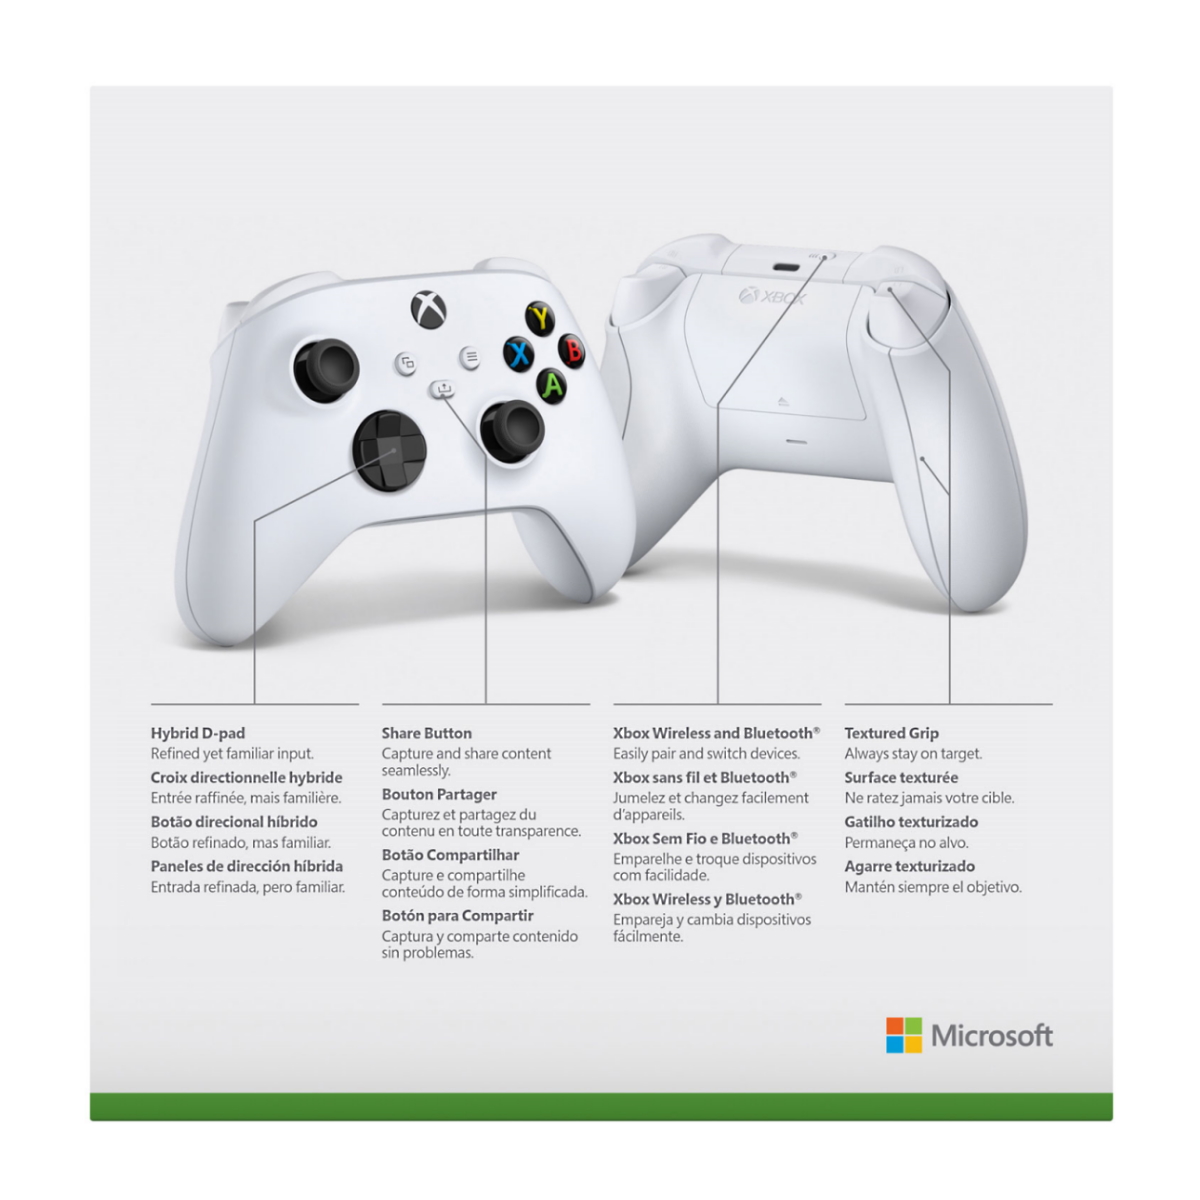 XBOX
Y
X
B
A
Hybrid D-pad
Refined yet familiar input.
Croix directionnelle hybride
Entrée raffinée, mais familière.
Botão direcional híbrido
Botão refinado, mas familiar.
Paneles de dirección híbrida
Entrada refinada, pero familiar.
Share Button
Capture and share content
seamlessly.
Bouton Partager
Capturez et partagez du
contenu en toute transparence.
Botão Compartilhar
Capture e compartilhe
conteúdo de forma simplificada.
Botón para Compartir
Captura y comparte contenido
sin problemas.
Xbox Wireless and Bluetooth®
Easily pair and switch devices.
Xbox sans fil et Bluetooth®
Jumelez et changez facilement
d'appareils.
Xbox Sem Fio e Bluetooth®
Emparelhe e troque dispositivos
com facilidade.
Xbox Wireless y Bluetooth®
Empareja y cambia dispositivos
fácilmente.
Textured Grip
Always stay on target.
Surface texturée
Ne ratez jamais votre cible.
Gatilho texturizado
Permaneça no alvo.
Agarre texturizado
Mantén siempre el objetivo.
Microsoft